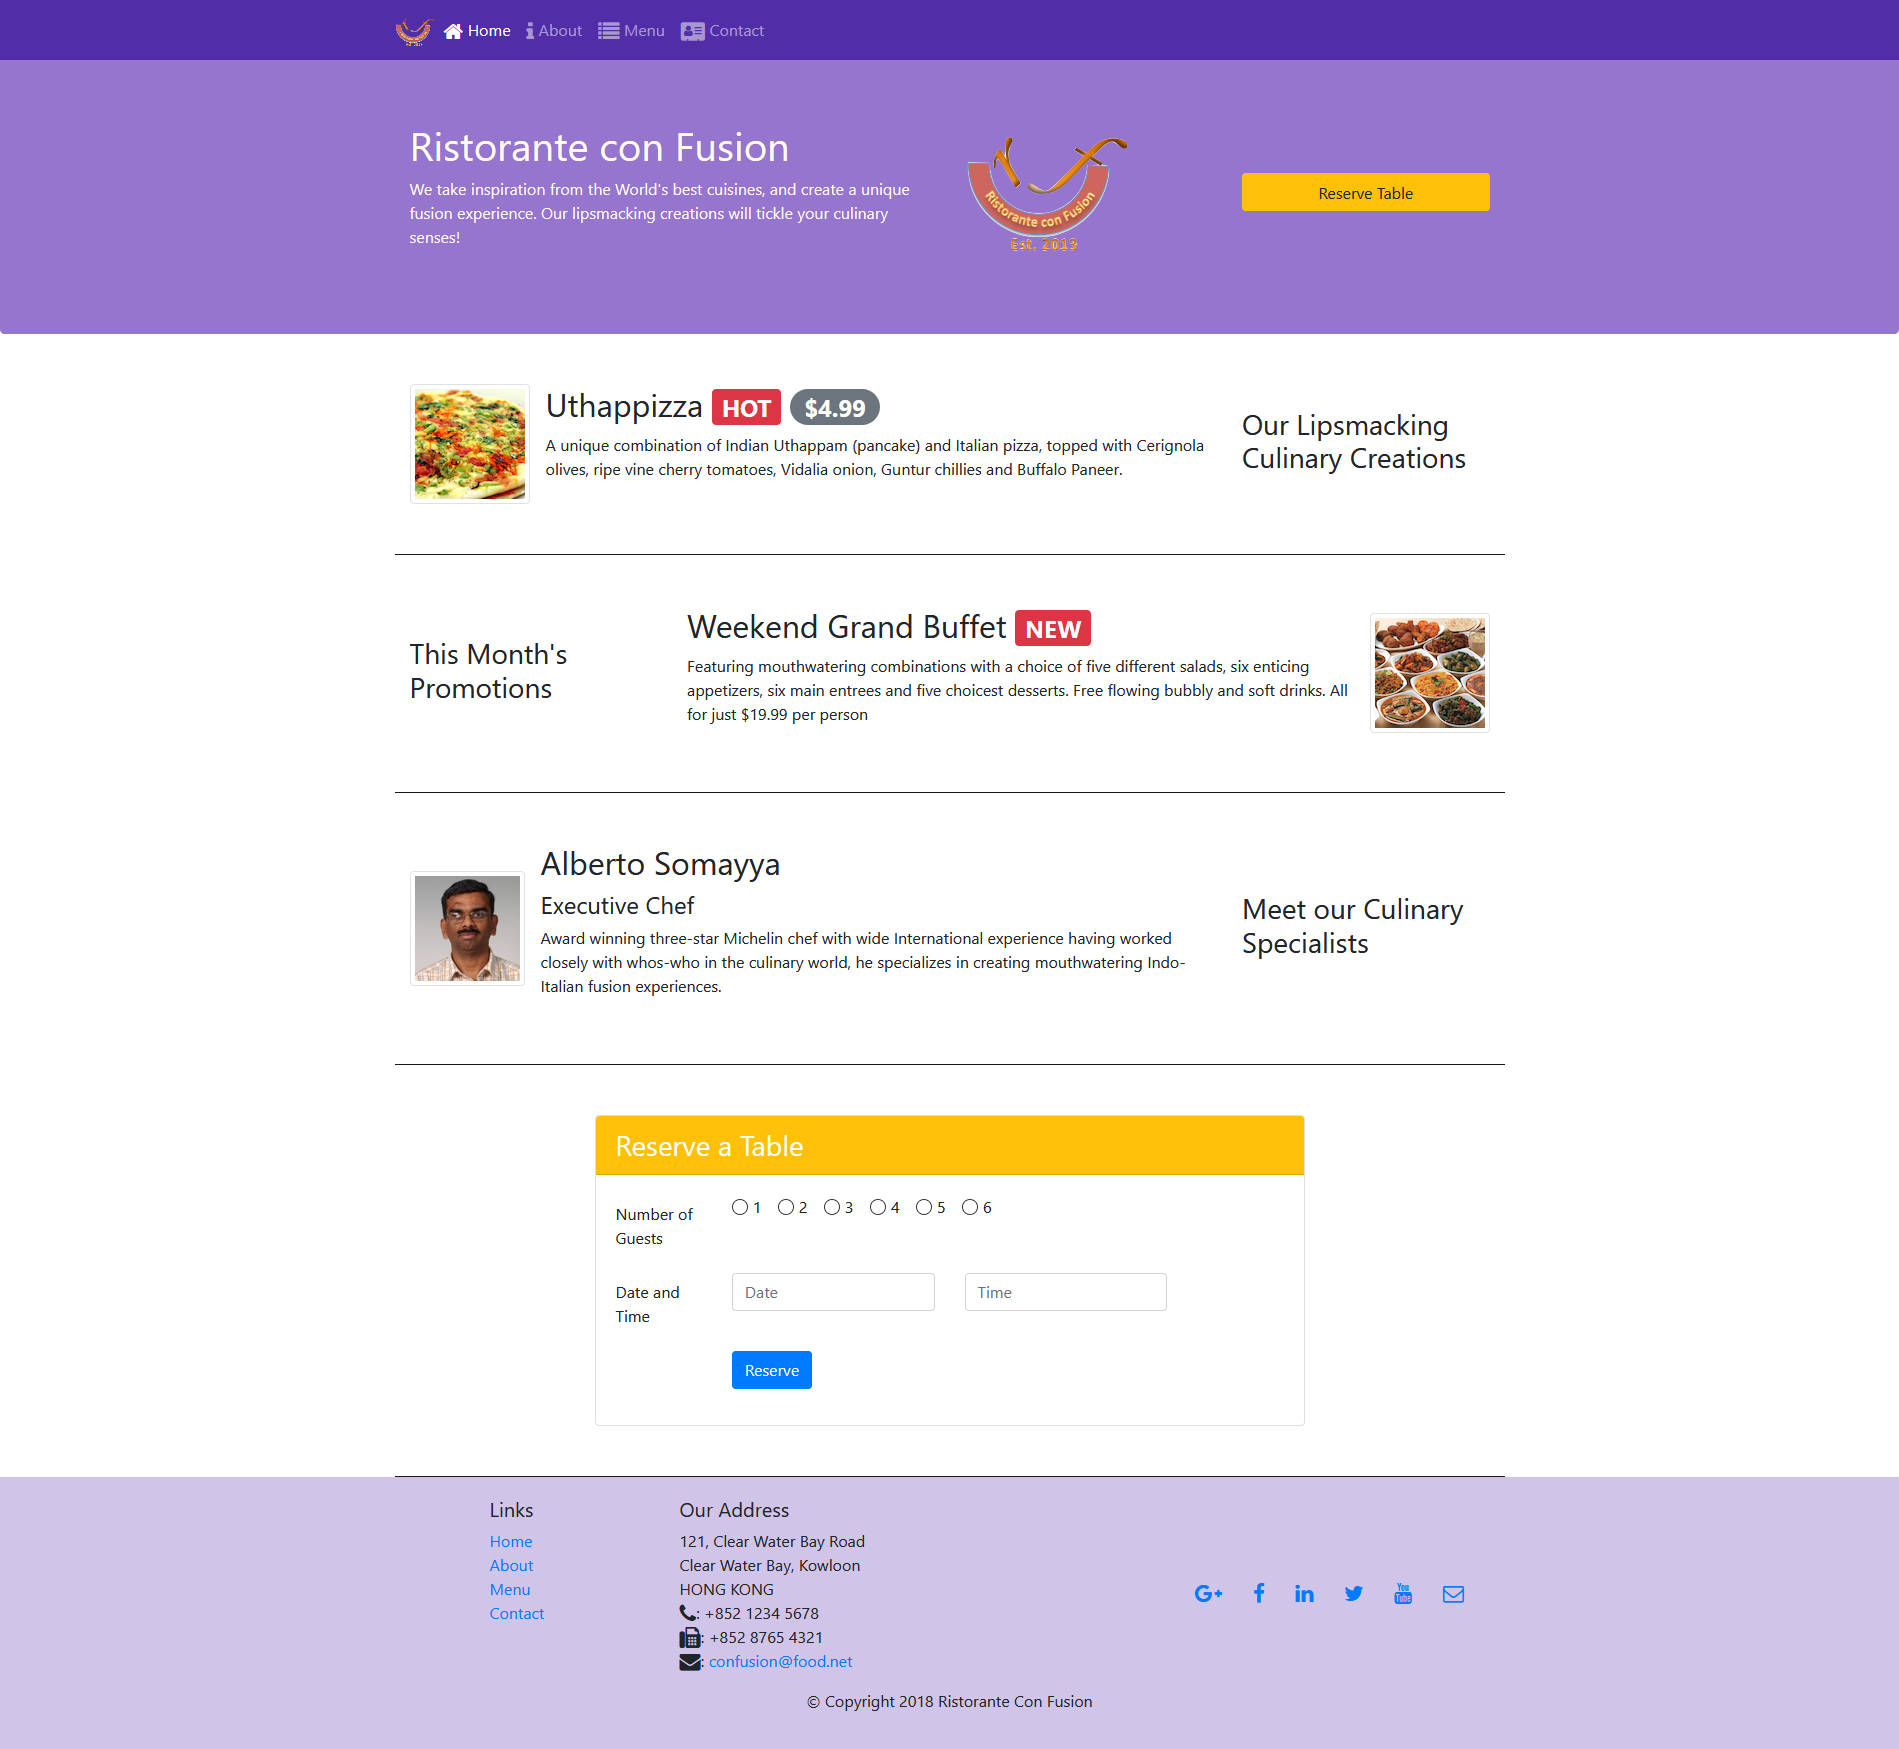 Home About Menu Contact
Ristorante con Fusion
We take inspiration from the World's best cuisines, and create a unique
fusion experience. Our lipsmacking creations will tickle your culinary
senses!
Ristorante con Fusion
Est. 2013
Reserve Table
Uthappizza HOT $4.99
A unique combination of Indian Uthappam (pancake) and Italian pizza, topped with Cerignola
olives, ripe vine cherry tomatoes, Vidalia onion, Guntur chillies and Buffalo Paneer.
Our Lipsmacking
Culinary Creations
This Month's
Promotions
Weekend Grand Buffet NEW
Featuring mouthwatering combinations with a choice of five different salads, six enticing
appetizers, six main entrees and five choicest desserts. Free flowing bubbly and soft drinks. All
for just $19.99 per person
Alberto Somayya
Executive Chef
Award winning three-star Michelin chef with wide International experience having worked
closely with whos-who in the culinary world, he specializes in creating mouthwatering Indo-
Italian fusion experiences.
Meet our Culinary
Specialists
Reserve a Table
Number of
Guests
1 2 3 4 5 6
Date and
Time
Date
Time
Reserve
Links
Home
About
Menu
Contact
Our Address
121, Clear Water Bay Road
Clear Water Bay, Kowloon
HONG KONG
: +852 1234 5678
: +852 8765 4321
: confusion@food.net
G+ f in You Tube
© Copyright 2018 Ristorante Con Fusion